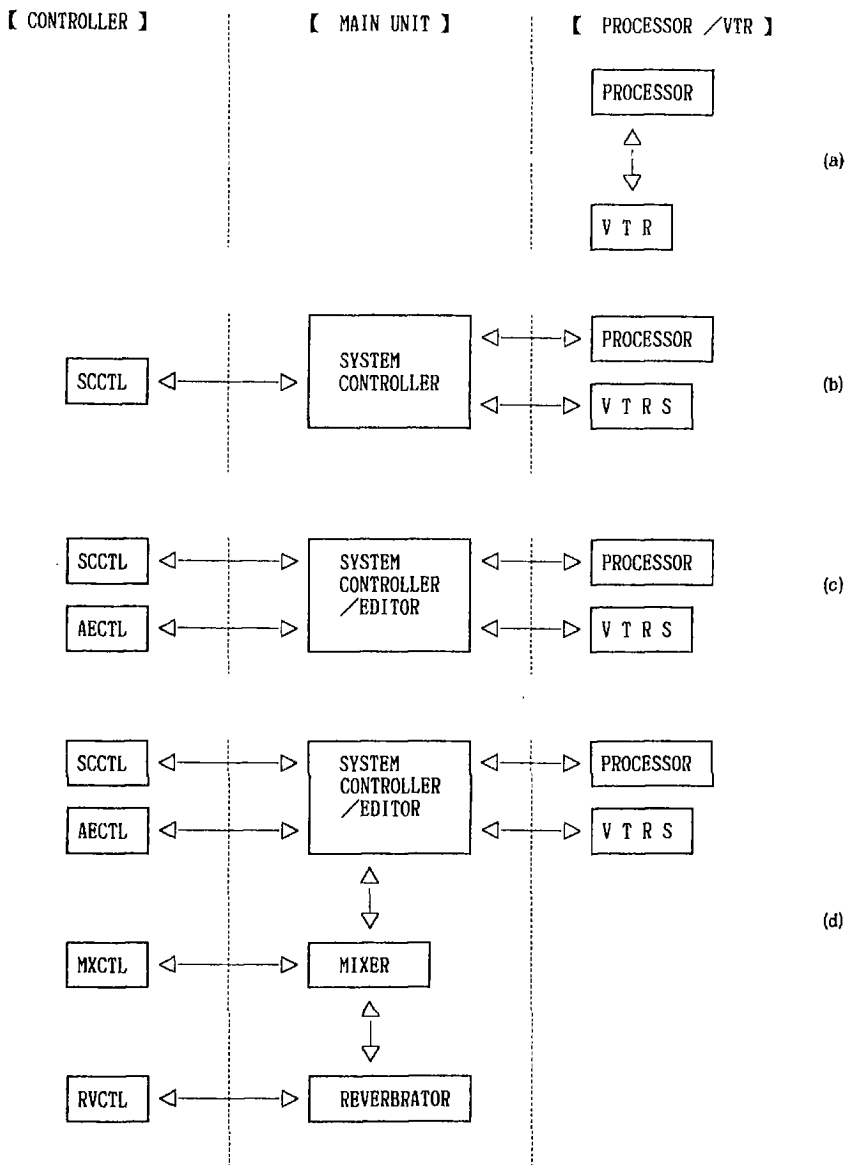 【 CONTROLLER 】 【 MAIN UNIT 】 【 PROCESSOR ／VTR 】
PROCESSOR
(a)
V T R
SYSTEM
CONTROLLER
PROCESSOR
SCCTL
(b)
V T R S
SCCTL
SYSTEM
CONTROLLER
／EDITOR
PROCESSOR
(c)
AECTL
V T R S
SCCTL
SYSTEM
CONTROLLER
／EDITOR
PROCESSOR
AECTL
V T R S
(d)
MXCTL
MIXER
RVCTL
REVERBRATOR